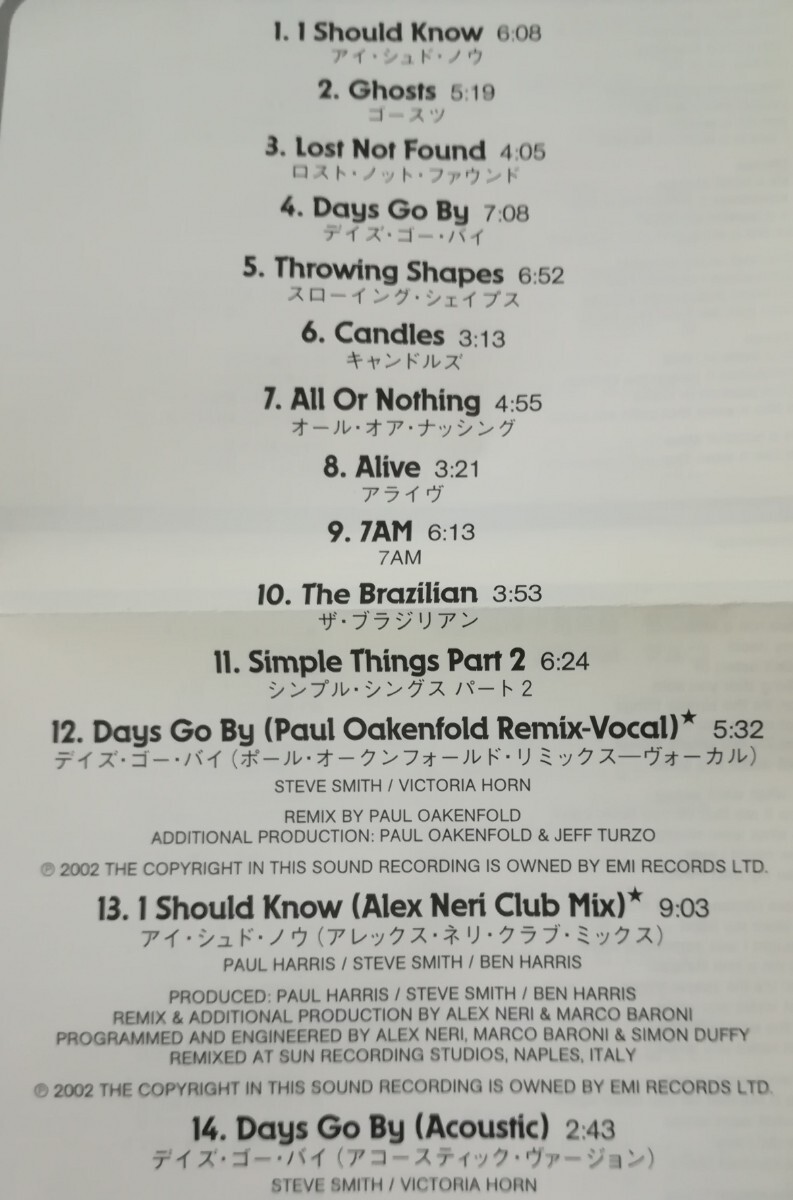 1. I Should Know 6:08
アイ・シュド・ノウ
2. Ghosts 5:19
ゴースツ
3. Lost Not Found 4:05
ロスト・ノット・ファウンド
4. Days Go By 7:08
デイズ・ゴー・バイ
5. Throwing Shapes 6:52
スローイング・シェイプス
6. Candles 3:13
キャンドルズ
7. All Or Nothing 4:55
オール・オア・ナッシング
8. Alive 3:21
アライヴ
9. 7AM 6:13
7AM
10. The Brazilian 3:53
ザ・ブラジリアン
11. Simple Things Part 2 6:24
シンプル・シングス パート2
12. Days Go By (Paul Oakenfold Remix-Vocal)★ 5:32
デイズ・ゴー・バイ（ポール・オークンフォールド・リミックス―ヴォーカル）
STEVE SMITH / VICTORIA HORN
REMIX BY PAUL OAKENFOLD
ADDITIONAL PRODUCTION: PAUL OAKENFOLD & JEFF TURZO
℗ 2002 THE COPYRIGHT IN THIS SOUND RECORDING IS OWNED BY EMI RECORDS LTD.
13. I Should Know (Alex Neri Club Mix)★ 9:03
アイ・シュド・ノウ（アレックス・ネリ・クラブ・ミックス）
PAUL HARRIS / STEVE SMITH / BEN HARRIS
PRODUCED: PAUL HARRIS / STEVE SMITH / BEN HARRIS
REMIX & ADDITIONAL PRODUCTION BY ALEX NERI & MARCO BARONI
PROGRAMMED AND ENGINEERED BY ALEX NERI, MARCO BARONI & SIMON DUFFY
REMIXED AT SUN RECORDING STUDIOS, NAPLES, ITALY
℗ 2002 THE COPYRIGHT IN THIS SOUND RECORDING IS OWNED BY EMI RECORDS LTD.
14. Days Go By (Acoustic) 2:43
デイズ・ゴー・バイ（アコースティック・ヴァージョン）
STEVE SMITH / VICTORIA HORN